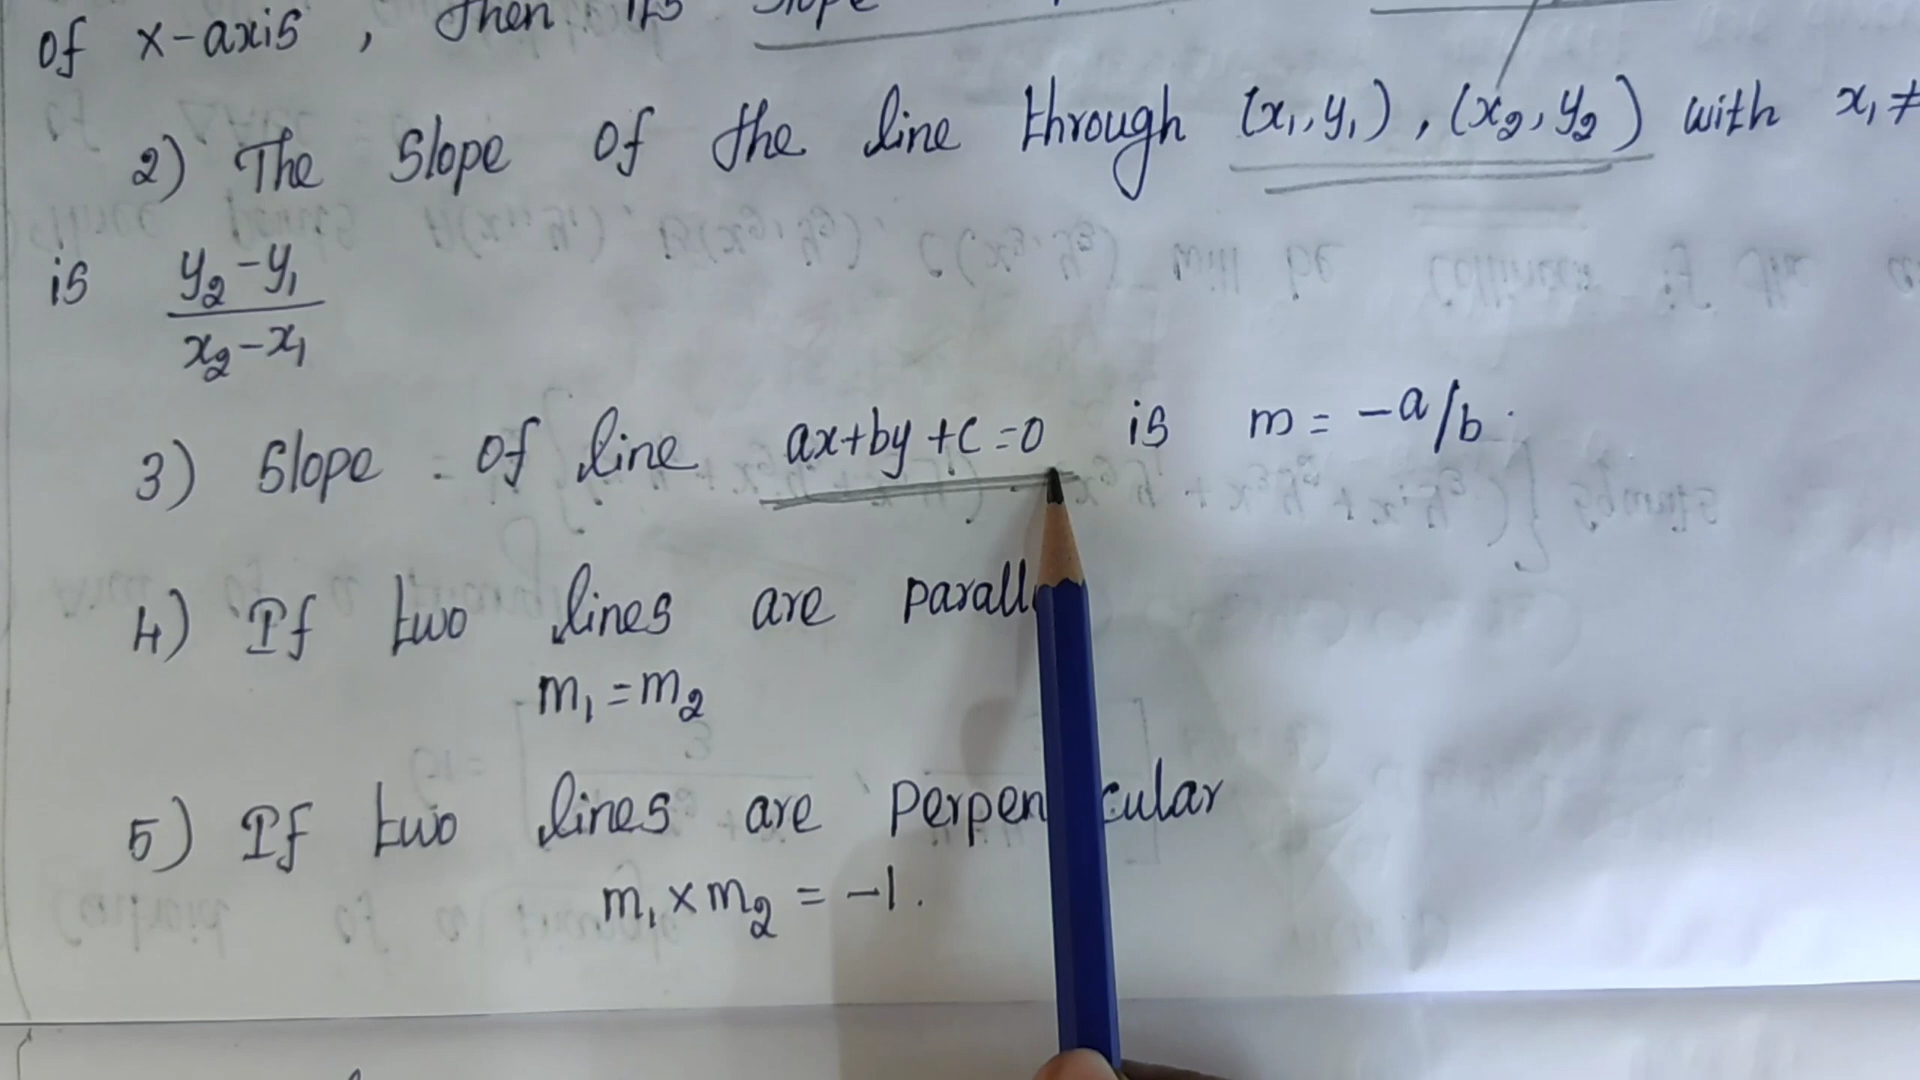 of x-axis, then its slope
2) The slope of the line through (x₁,y₁), (x₂,y₂) with x₁ ≠
is y₂-y₁
x₂-x₁
3) Slope of line ax+by+c=0 is m = -a/b.
4) If two lines are parall
m₁=m₂
5) If two lines are perpen cular
m₁×m₂ = -1.